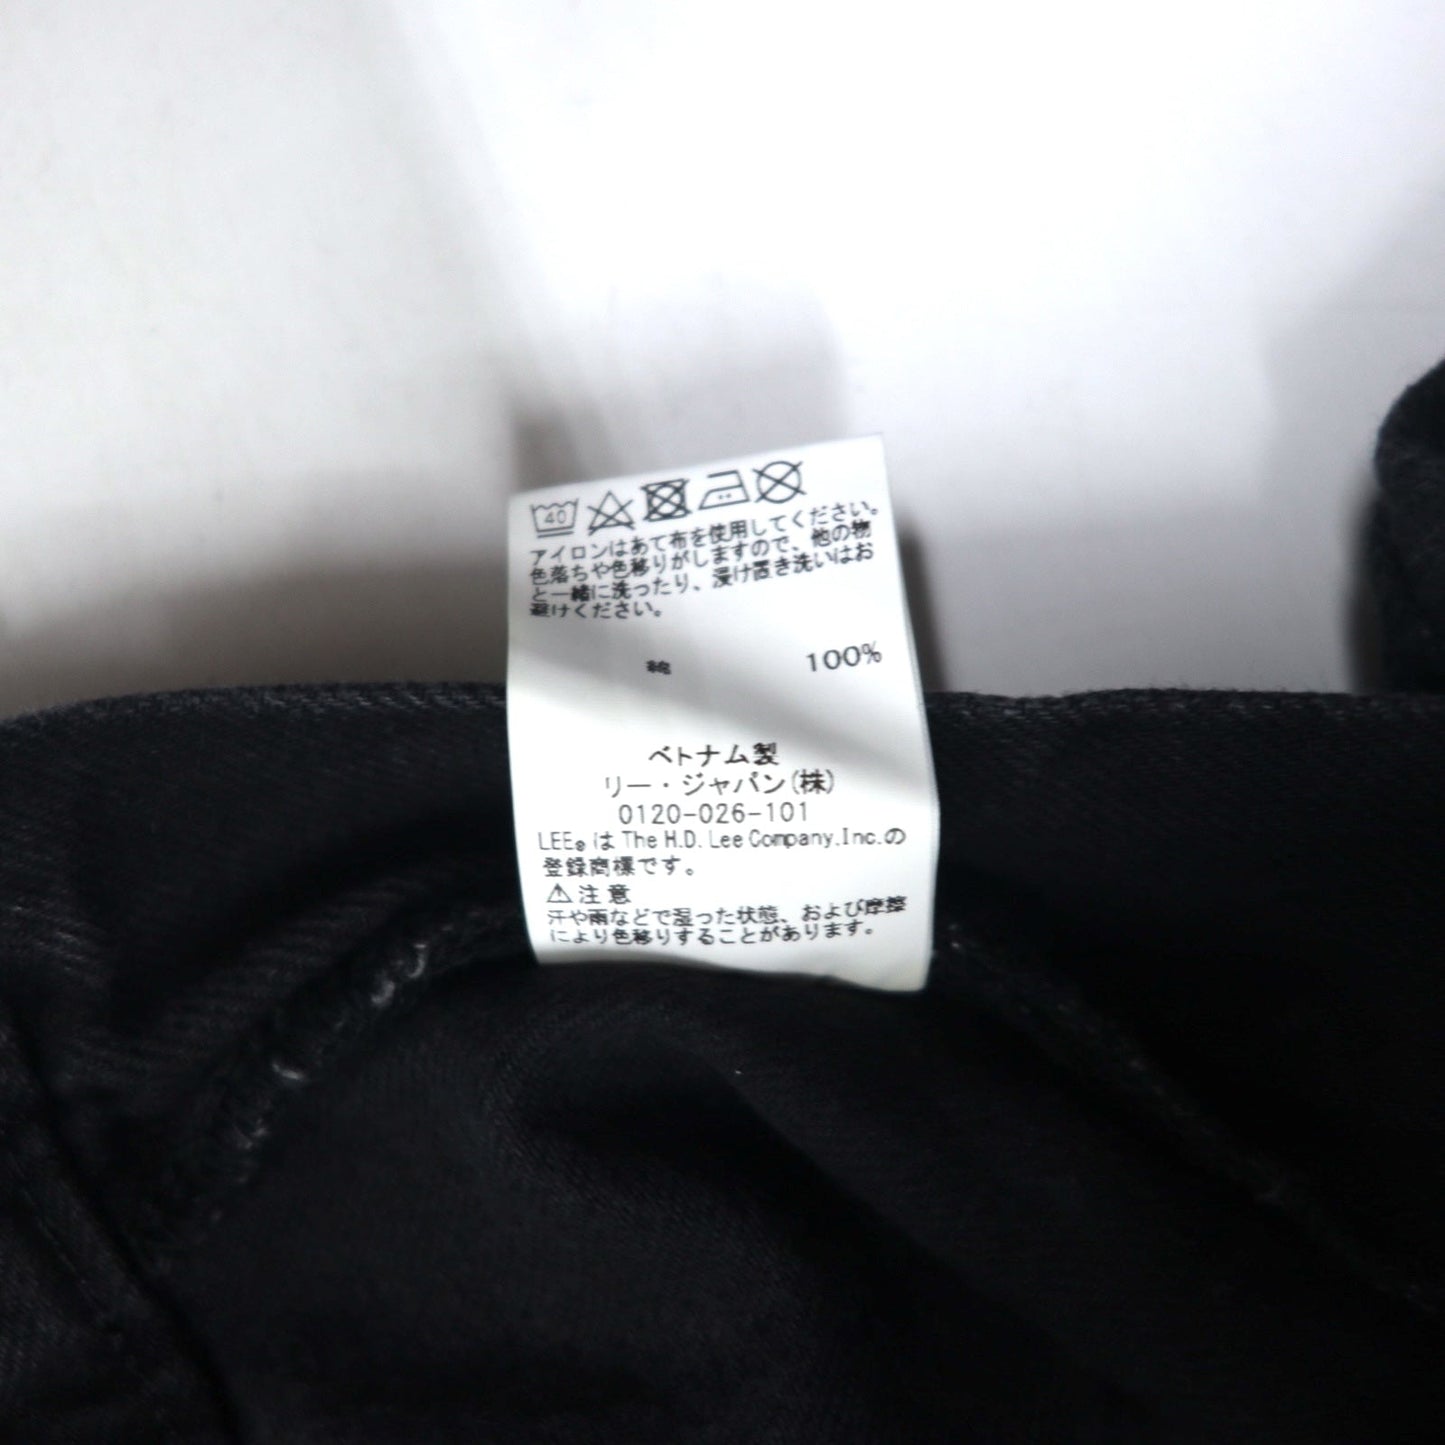 40
アイロンはあて布を使用してください。
色落ちや色移りがしますので、他の物
と一緒に洗ったり、浸け置き洗いはお
避けください。
綿 100%
ベトナム製
リー・ジャパン(株)
0120-026-101
LEE® は The H.D. Lee Company,Inc.の
登録商標です。
⚠注意
汗や雨などで湿った状態、および摩擦
により色移りすることがあります。